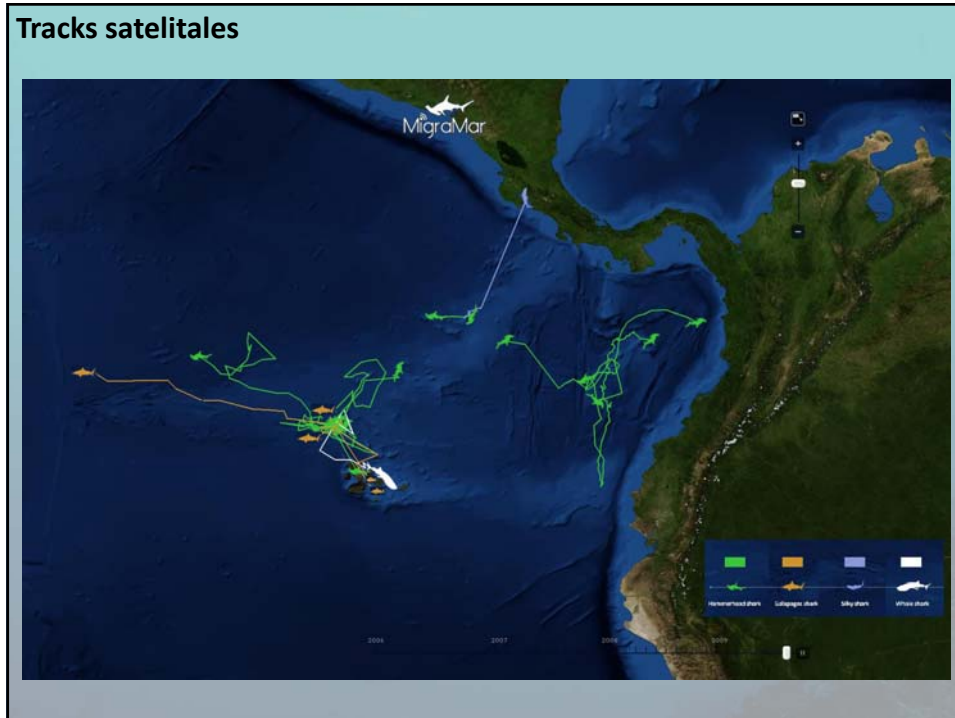 Tracks satelitales
MigraMar
+
−
Hammerhead shark
Galapagos shark
Silky shark
Whale shark
2006
2007
2008
2009